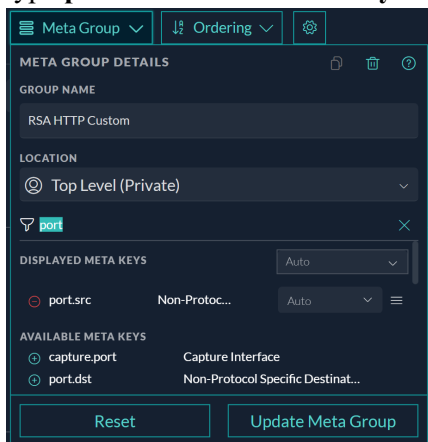 Meta Group
Ordering
META GROUP DETAILS
GROUP NAME
RSA HTTP Custom
LOCATION
Top Level (Private)
port
DISPLAYED META KEYS Auto
port.src Non-Protoc... Auto
AVAILABLE META KEYS
capture.port Capture Interface
port.dst Non-Protocol Specific Destinat...
Reset Update Meta Group